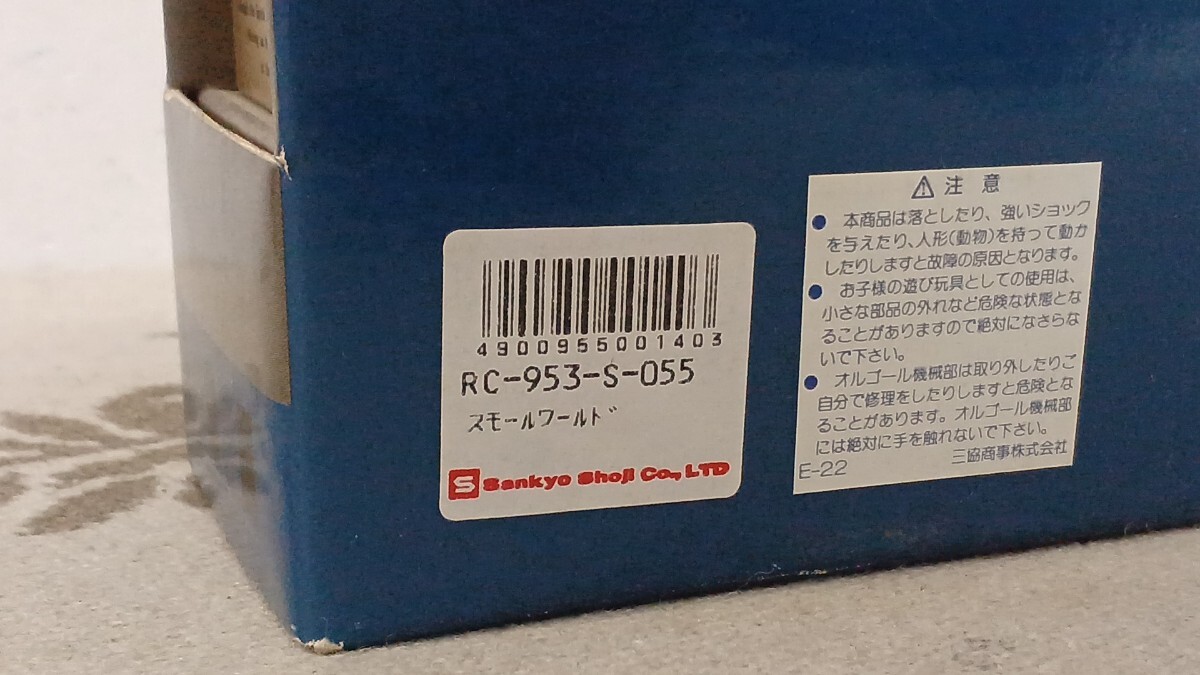 4900955001403
RC-953-S-055
スモールワールド
S Sankyo Shoji Co., LTD
⚠ 注意
● 本商品は落としたり、強いショック
を与えたり、人形(動物)を持って動か
したりしますと故障の原因となります。
● お子様の遊び玩具としての使用は、
小さな部品の外れなど危険な状態とな
ることがありますので絶対になさらな
いで下さい。
● オルゴール機械部は取り外したりご
自分で修理をしたりしますと危険とな
ることがあります。オルゴール機械部
には絶対に手を触れないで下さい。
E-22 三協商事株式会社